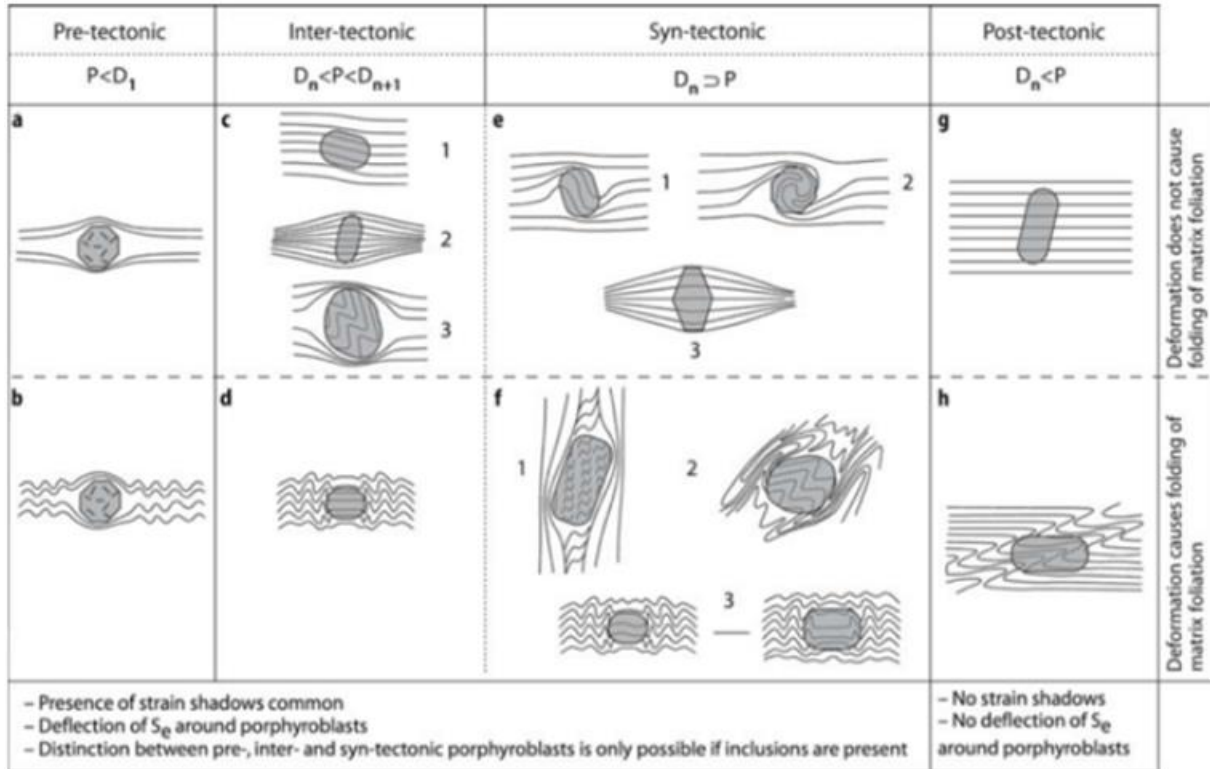 Pre-tectonic
Inter-tectonic
Syn-tectonic
Post-tectonic
P<D1
Dn<P<Dn+1
Dn ⊃ P
Dn<P
a
c
1
2
3
e
1
2
3
g
Deformation does not cause
folding of matrix foliation
b
d
f
1
2
3
h
Deformation causes folding of
matrix foliation
– Presence of strain shadows common
– Deflection of Se around porphyroblasts
– Distinction between pre-, inter- and syn-tectonic porphyroblasts is only possible if inclusions are present
– No strain shadows
– No deflection of Se
around porphyroblasts